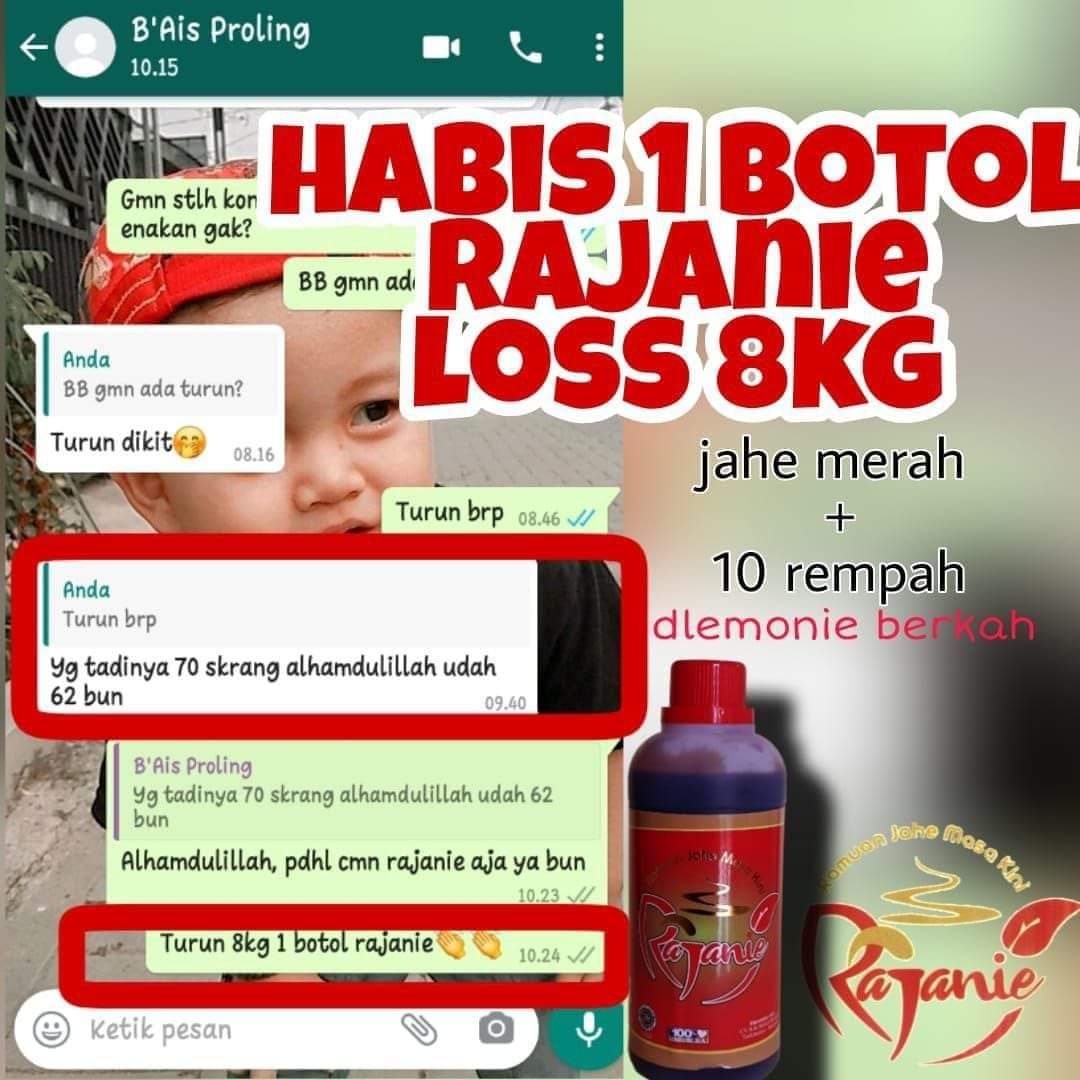 B'Ais Proling
10.15
HABIS 1 BOTOL
RAJANIE
LOSS 8KG
Gmn stlh kon
enakan gak?
BB gmn ad
Anda
BB gmn ada turun?
Turun dikit🤭
08.16
Turun brp 08.46
Anda
Turun brp
Yg tadinya 70 skrang alhamdulillah udah
62 bun
09.40
B'Ais Proling
Yg tadinya 70 skrang alhamdulillah udah 62
bun
Alhamdulillah, pdhl cmn rajanie aja ya bun
10.23
Turun 8kg 1 botol rajanie👏👏 10.24
Ketik pesan
jahe merah
+
10 rempah
dlemonie berkah
Jahe Masa Kini
RaJanie
100%
Ramuan Jahe Masa Kini
RaJanie